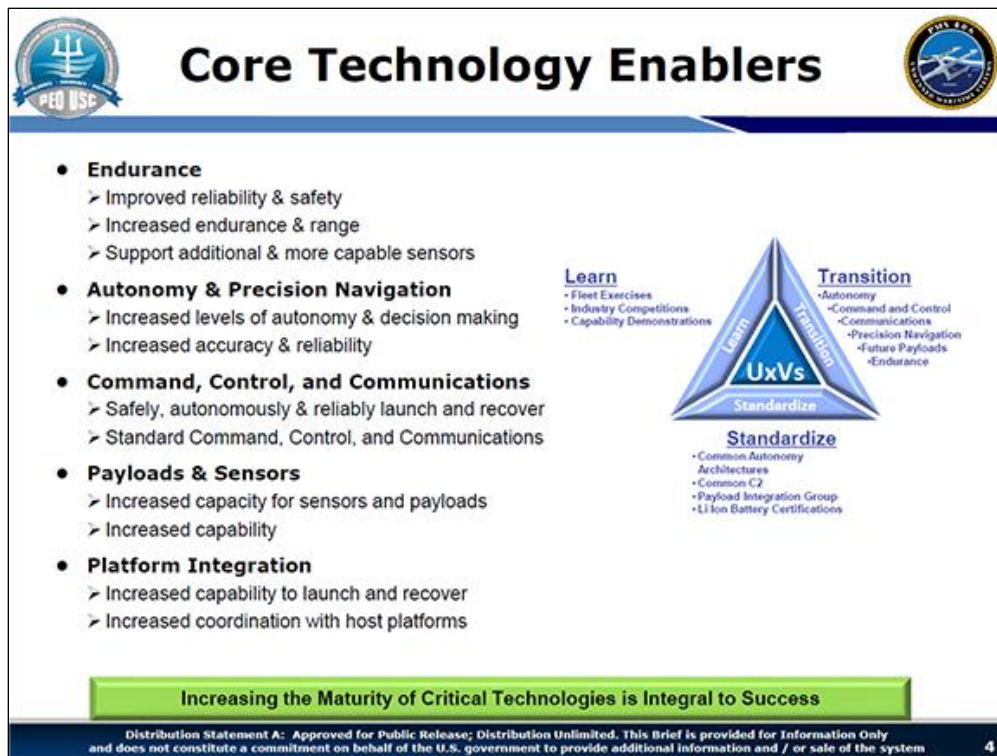 Core Technology Enablers
PEO USC
PMS 406
UNMANNED MARITIME SYSTEMS
● Endurance
➢ Improved reliability & safety
➢ Increased endurance & range
➢ Support additional & more capable sensors
● Autonomy & Precision Navigation
➢ Increased levels of autonomy & decision making
➢ Increased accuracy & reliability
● Command, Control, and Communications
➢ Safely, autonomously & reliably launch and recover
➢ Standard Command, Control, and Communications
● Payloads & Sensors
➢ Increased capacity for sensors and payloads
➢ Increased capability
● Platform Integration
➢ Increased capability to launch and recover
➢ Increased coordination with host platforms
Learn
• Fleet Exercises
• Industry Competitions
• Capability Demonstrations
Transition
•Autonomy
•Command and Control
•Communications
•Precision Navigation
•Future Payloads
•Endurance
Learn
Transition
UxVs
Standardize
Standardize
• Common Autonomy
Architectures
• Common C2
• Payload Integration Group
• Li Ion Battery Certifications
Increasing the Maturity of Critical Technologies is Integral to Success
Distribution Statement A: Approved for Public Release; Distribution Unlimited. This Brief is provided for Information Only
and does not constitute a commitment on behalf of the U.S. government to provide additional information and / or sale of the system
4